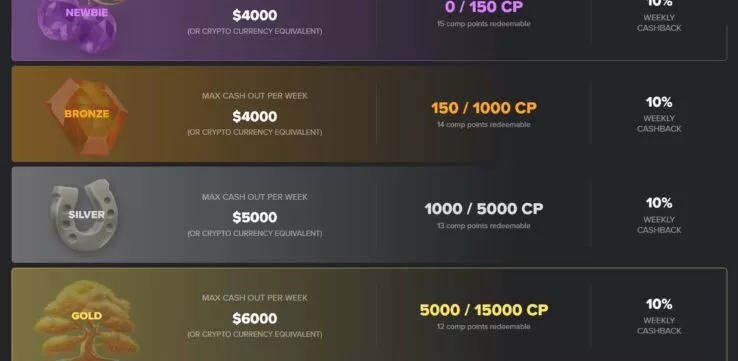 NEWBIE
$4000
(OR CRYPTO CURRENCY EQUIVALENT)
0 / 150 CP
15 comp points redeemable
10%
WEEKLY
CASHBACK
BRONZE
MAX CASH OUT PER WEEK
$4000
(OR CRYPTO CURRENCY EQUIVALENT)
150 / 1000 CP
14 comp points redeemable
10%
WEEKLY
CASHBACK
SILVER
MAX CASH OUT PER WEEK
$5000
(OR CRYPTO CURRENCY EQUIVALENT)
1000 / 5000 CP
13 comp points redeemable
10%
WEEKLY
CASHBACK
GOLD
MAX CASH OUT PER WEEK
$6000
(OR CRYPTO CURRENCY EQUIVALENT)
5000 / 15000 CP
12 comp points redeemable
10%
WEEKLY
CASHBACK